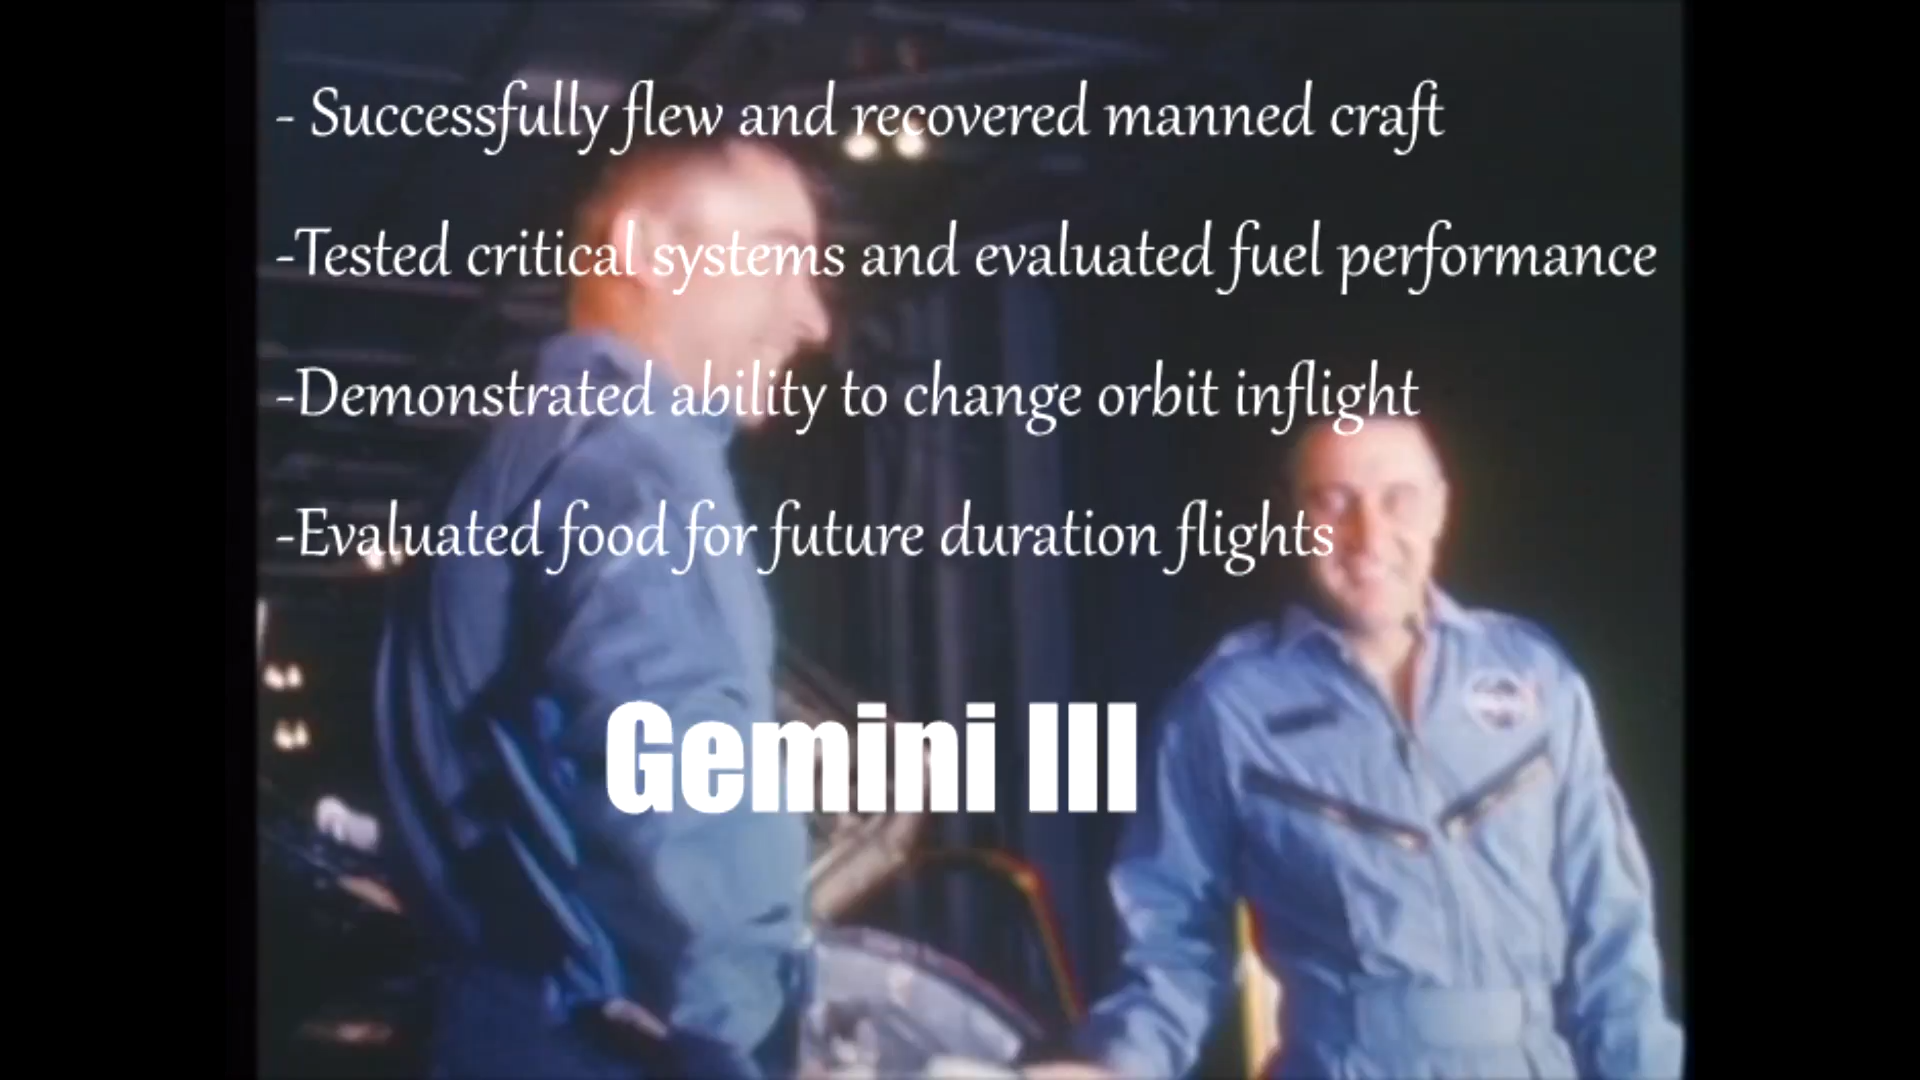 - Successfully flew and recovered manned craft
-Tested critical systems and evaluated fuel performance
-Demonstrated ability to change orbit inflight
-Evaluated food for future duration flights
Gemini III